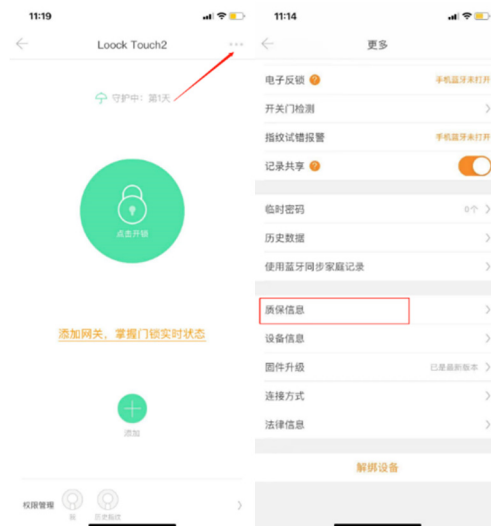 11:19
Loock Touch2
守护中：第1天
点击开锁
添加网关，掌握门锁实时状态
添加
权限管理
我
历史指纹
11:14
更多
电子反锁 ?
手机蓝牙未打开
开关门检测
指纹试错报警
手机蓝牙未打开
记录共享 ?
临时密码
0个
历史数据
使用蓝牙同步家庭记录
质保信息
设备信息
固件升级
已是最新版本
连接方式
法律信息
解绑设备